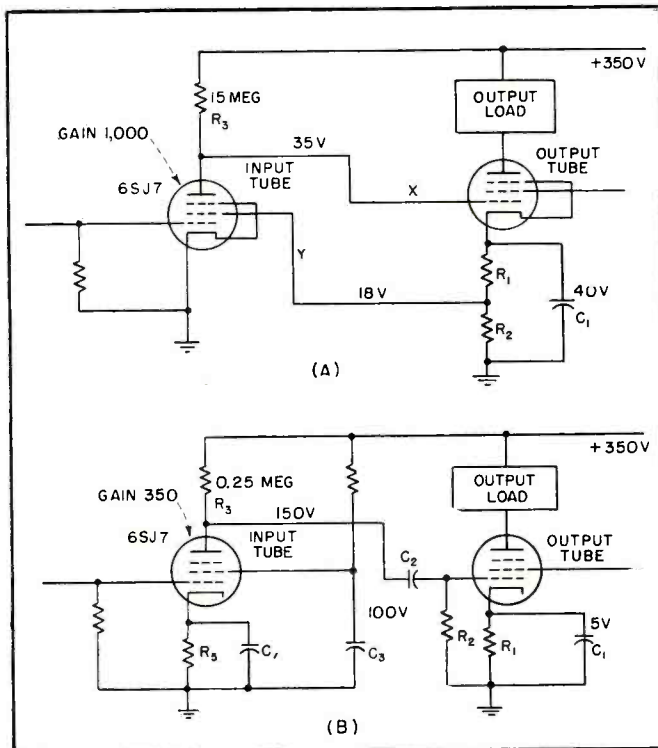 +350V
15 MEG
R3
OUTPUT
LOAD
GAIN 1,000
35V
INPUT
TUBE
OUTPUT
TUBE
6SJ7
X
Y
R1
18V
40V
C1
R2
(A)
+350V
0.25 MEG
R3
OUTPUT
LOAD
GAIN 350
150V
6SJ7
INPUT
TUBE
OUTPUT
TUBE
C2
100V
R2
R1
5V
C1
R5
C,
C3
(B)